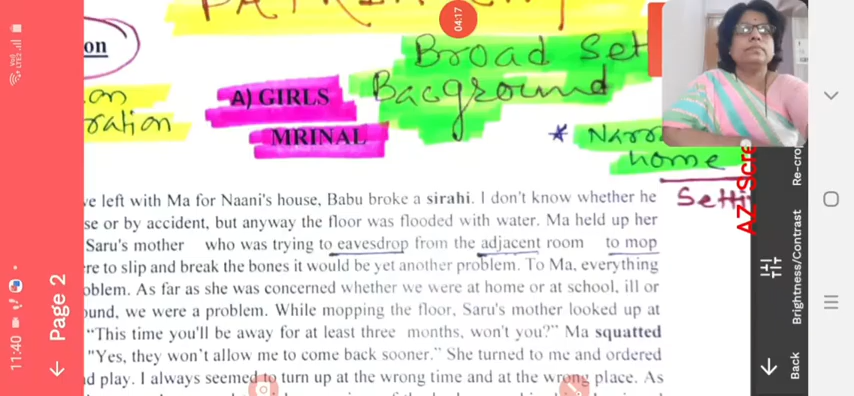 04:17
on
Broad Set
on
A) GIRLS
Bacground
ration
MRINAL
* Narr
home
Setti
AZ Scre
ve left with Ma for Naani's house, Babu broke a sirahi. I don't know whether he
se or by accident, but anyway the floor was flooded with water. Ma held up her
Saru's mother who was trying to eavesdrop from the adjacent room to mop
re to slip and break the bones it would be yet another problem. To Ma, everything
oblem. As far as she was concerned whether we were at home or at school, ill or
ound, we were a problem. While mopping the floor, Saru's mother looked up at
“This time you'll be away for at least three months, won't you?” Ma squatted
"Yes, they won’t allow me to come back sooner.” She turned to me and ordered
d play. I always seemed to turn up at the wrong time and at the wrong place. As
11:40
← Page 2
Re-cro
Brightness/Contrast
Back